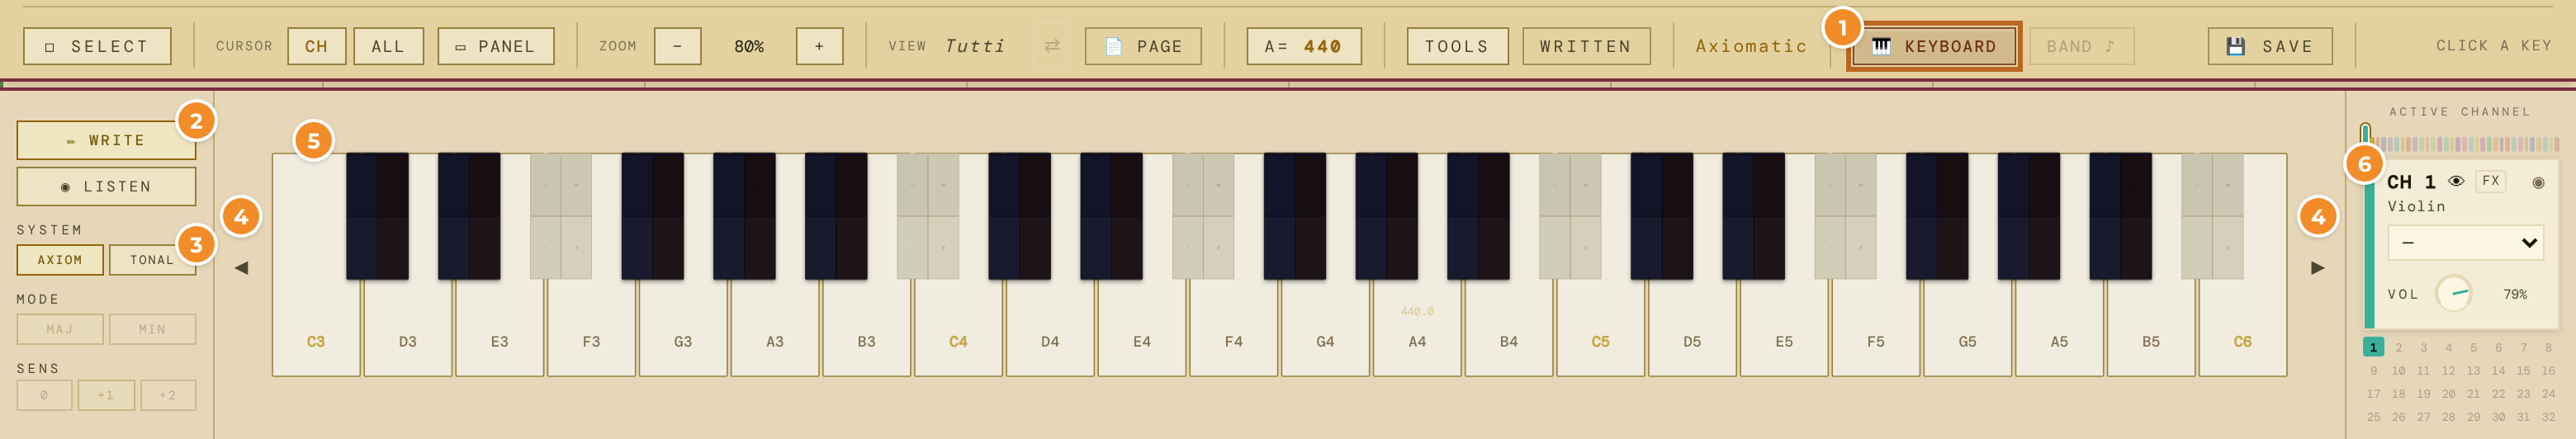 SELECT CURSOR CH ALL PANEL ZOOM − 80% + VIEW Tutti ⇄ PAGE A= 440 TOOLS WRITTEN Axiomatic 1 KEYBOARD BAND ♪ SAVE CLICK A KEY
2
WRITE
LISTEN
SYSTEM
3
AXIOM TONAL
MODE
MAJ MIN
SENS
0 +1 +2
4
◀
5
440.0
C3 D3 E3 F3 G3 A3 B3 C4 D4 E4 F4 G4 A4 B4 C5 D5 E5 F5 G5 A5 B5 C6
4
▶
ACTIVE CHANNEL
6
CH 1 FX
Violin
—
VOL 79%
1 2 3 4 5 6 7 8
9 10 11 12 13 14 15 16
17 18 19 20 21 22 23 24
25 26 27 28 29 30 31 32